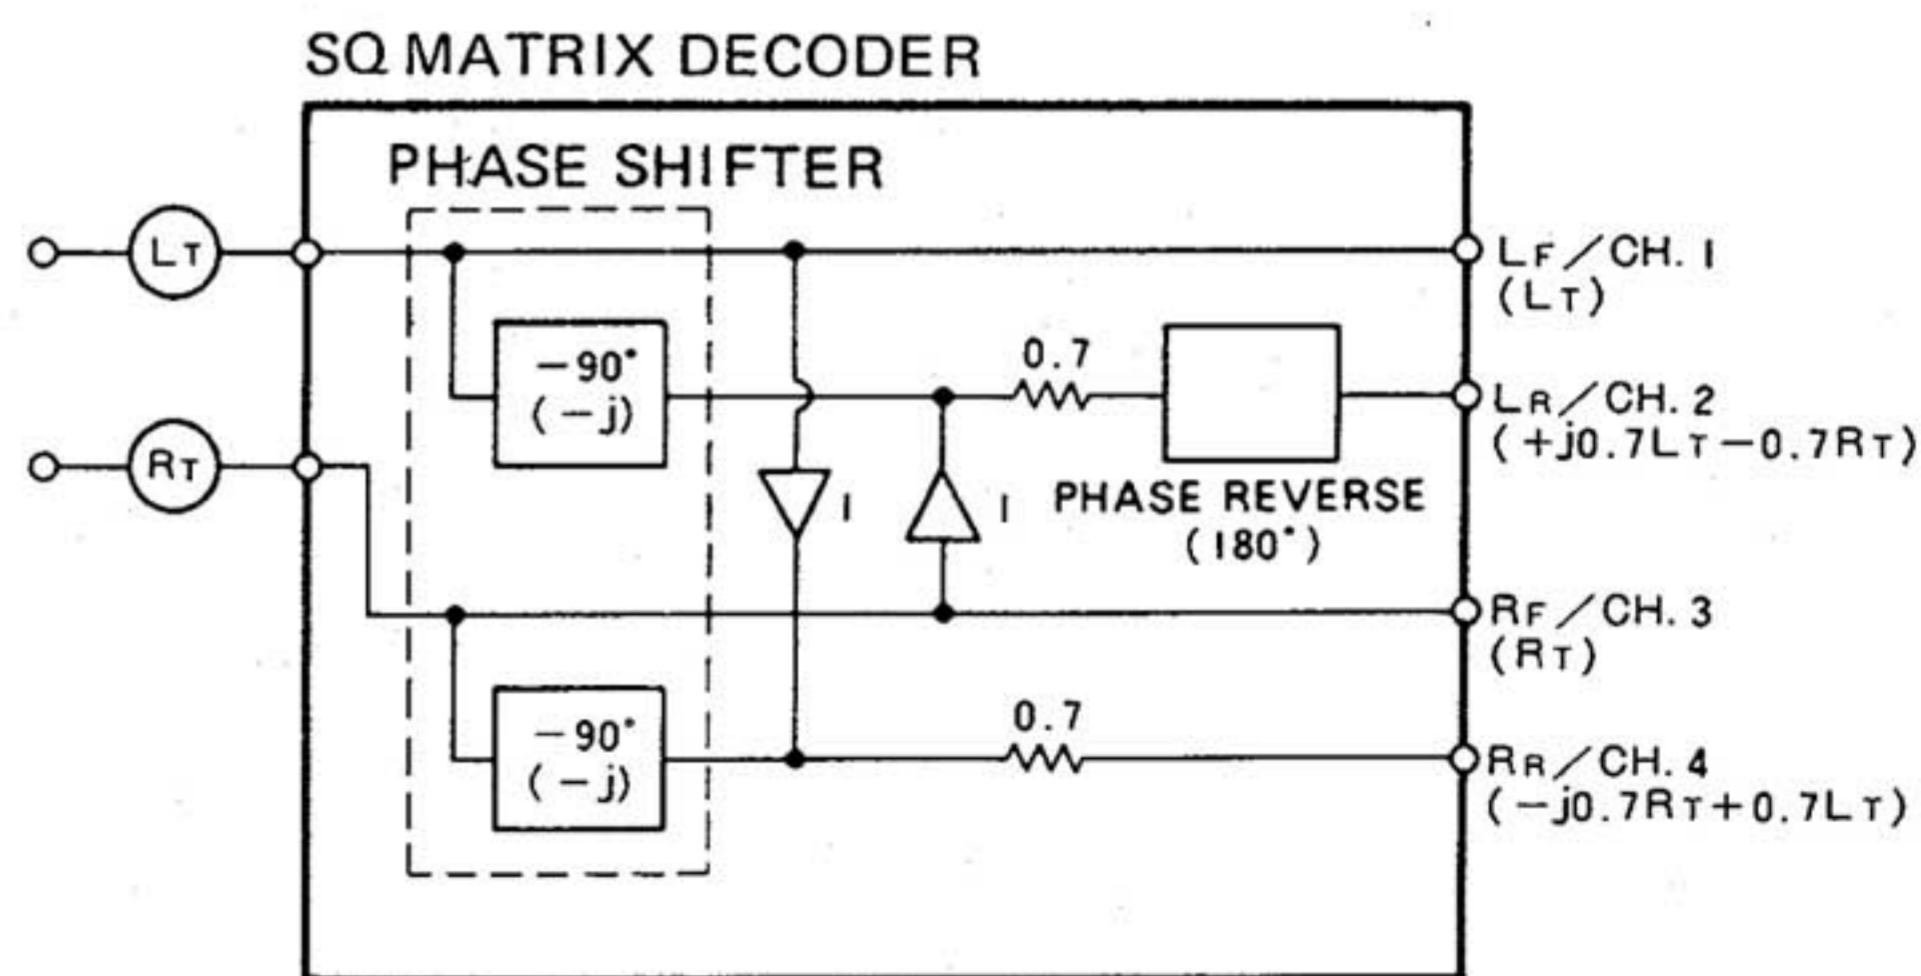 SQ MATRIX DECODER
PHASE SHIFTER
LT
LF/CH. 1
(LT)
-90°
(-j)
0.7
LR/CH. 2
(+j0.7LT-0.7RT)
RT
1
1
PHASE REVERSE
(180°)
RF/CH. 3
(RT)
-90°
(-j)
0.7
RR/CH. 4
(-j0.7RT+0.7LT)